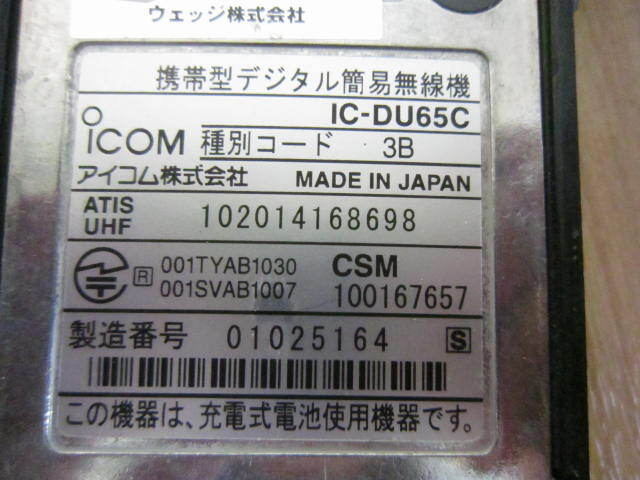 ウェッジ株式会社
携帯型デジタル簡易無線機
IC-DU65C
ICOM 種別コード 3B
アイコム株式会社 MADE IN JAPAN
ATIS UHF 102014168698
R 001TYAB1030 CSM
001SVAB1007 100167657
製造番号 01025164 S
この機器は、充電式電池使用機器です。